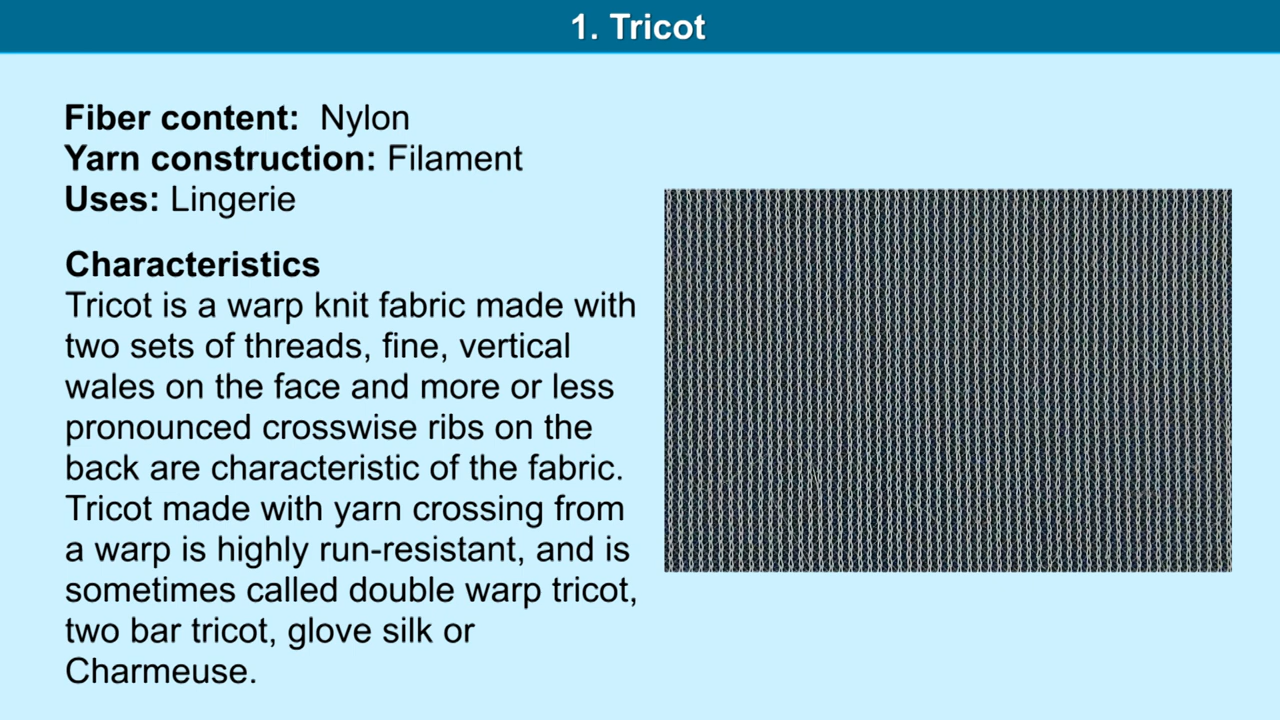 1. Tricot
Fiber content: Nylon
Yarn construction: Filament
Uses: Lingerie
Characteristics
Tricot is a warp knit fabric made with
two sets of threads, fine, vertical
wales on the face and more or less
pronounced crosswise ribs on the
back are characteristic of the fabric.
Tricot made with yarn crossing from
a warp is highly run-resistant, and is
sometimes called double warp tricot,
two bar tricot, glove silk or
Charmeuse.